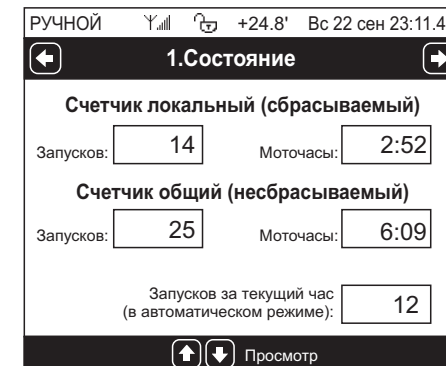 РУЧНОЙ +24.8' Вс 22 сен 23:11.4
1.Состояние
Счетчик локальный (сбрасываемый)
Запусков: 14 Моточасы: 2:52
Счетчик общий (несбрасываемый)
Запусков: 25 Моточасы: 6:09
Запусков за текущий час
(в автоматическом режиме): 12
Просмотр